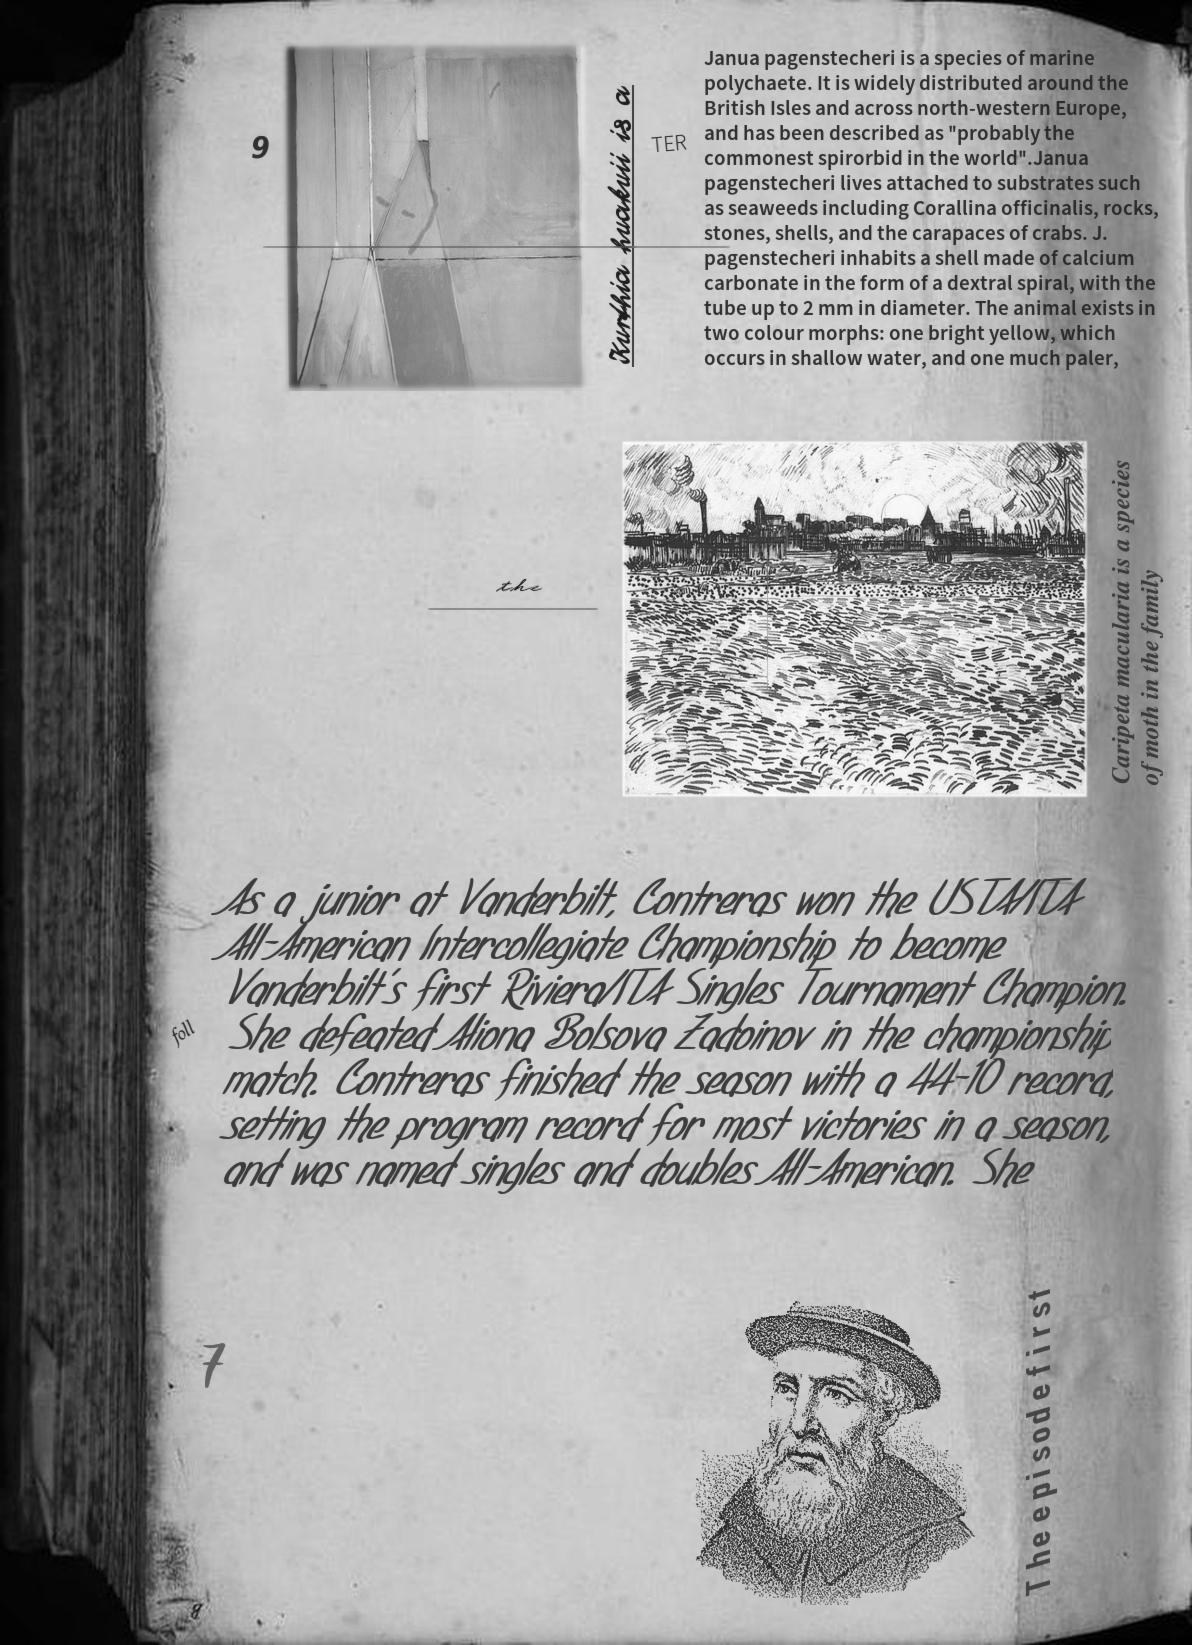 9
Kurthia huakuii is a
TER
Janua pagenstecheri is a species of marine
polychaete. It is widely distributed around the
British Isles and across north-western Europe,
and has been described as "probably the
commonest spirorbid in the world".Janua
pagenstecheri lives attached to substrates such
as seaweeds including Corallina officinalis, rocks,
stones, shells, and the carapaces of crabs. J.
pagenstecheri inhabits a shell made of calcium
carbonate in the form of a dextral spiral, with the
tube up to 2 mm in diameter. The animal exists in
two colour morphs: one bright yellow, which
occurs in shallow water, and one much paler,
the
Caripeta macularia is a species
of moth in the family
As a junior at Vanderbilt, Contreras won the USTA/ITA
All-American Intercollegiate Championship to become
Vanderbilt's first Riviera/ITA Singles Tournament Champion.
She defeated Aliona Bolsova Zadoinov in the championship
match. Contreras finished the season with a 44-10 record,
setting the program record for most victories in a season,
and was named singles and doubles All-American. She
foll
7
The episode first
8